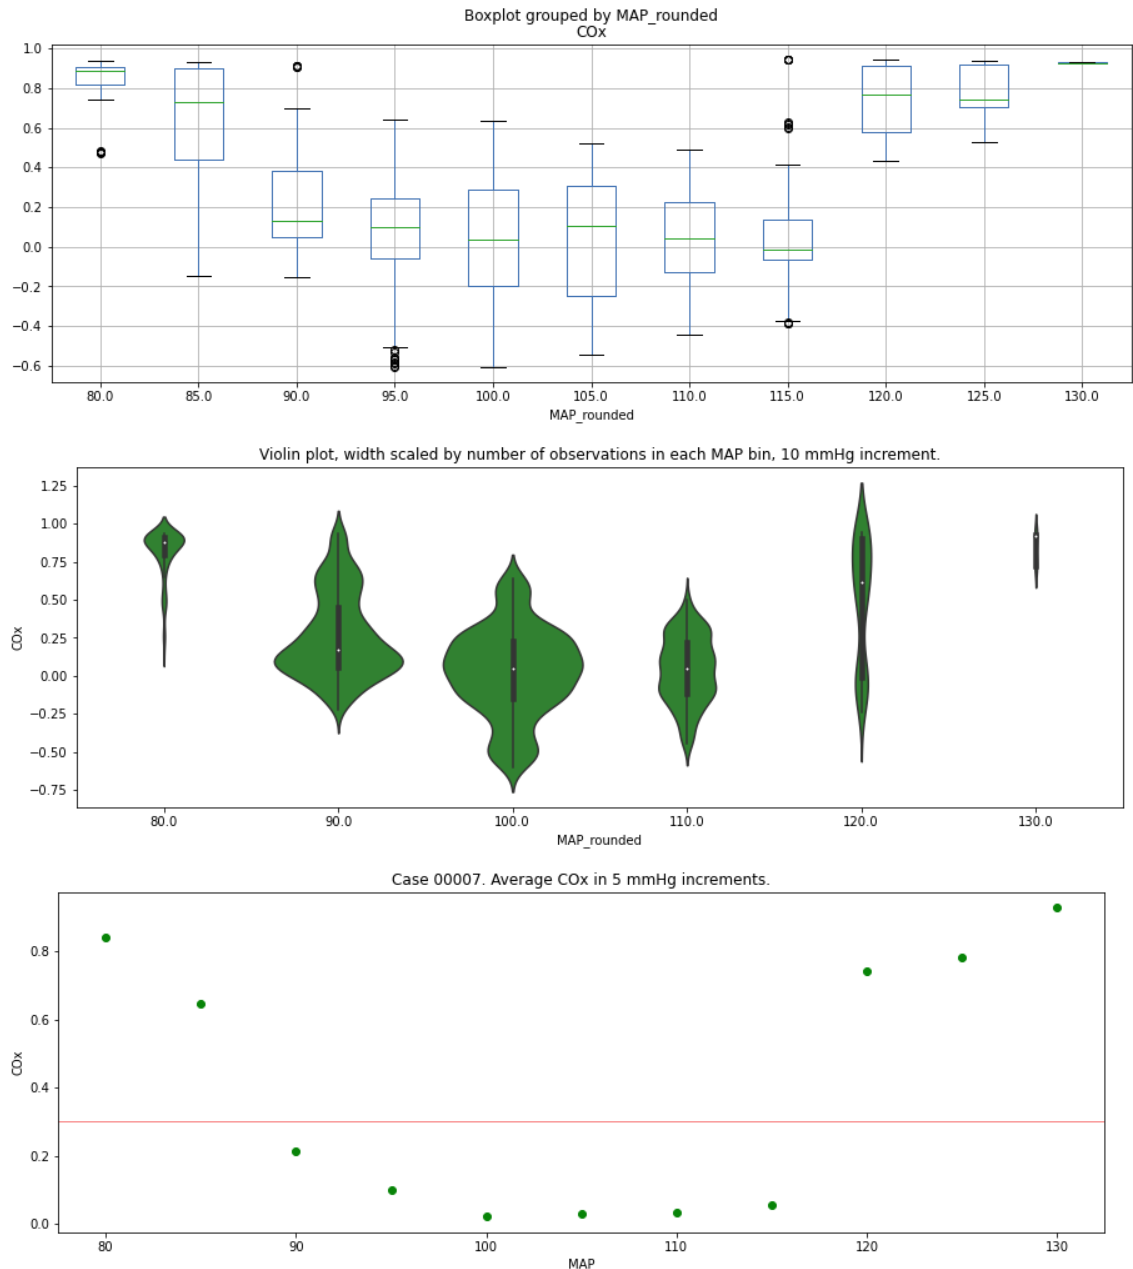 Boxplot grouped by MAP_rounded
COx
1.0
0.8
0.6
0.4
0.2
0.0
−0.2
−0.4
−0.6
80.0 85.0 90.0 95.0 100.0 105.0 110.0 115.0 120.0 125.0 130.0
MAP_rounded
Violin plot, width scaled by number of observations in each MAP bin, 10 mmHg increment.
1.25
1.00
0.75
0.50
0.25
0.00
−0.25
−0.50
−0.75
COx
80.0 90.0 100.0 110.0 120.0 130.0
MAP_rounded
Case 00007. Average COx in 5 mmHg increments.
0.8
0.6
0.4
0.2
0.0
COx
80 90 100 110 120 130
MAP